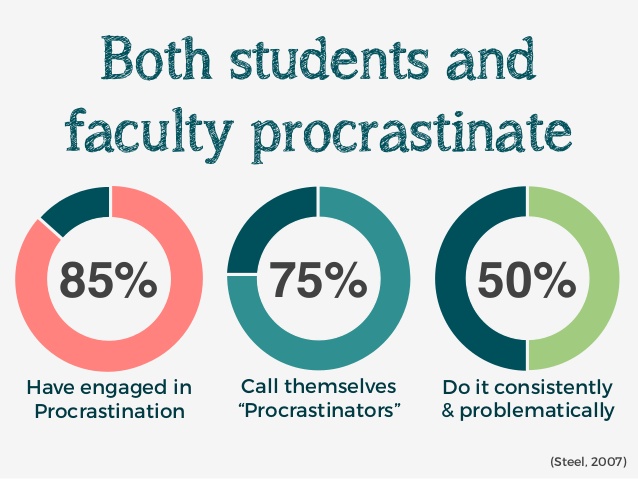 Both students and
faculty procrastinate
85%
75%
50%
Have engaged in
Procrastination
Call themselves
“Procrastinators”
Do it consistently
& problematically
(Steel, 2007)